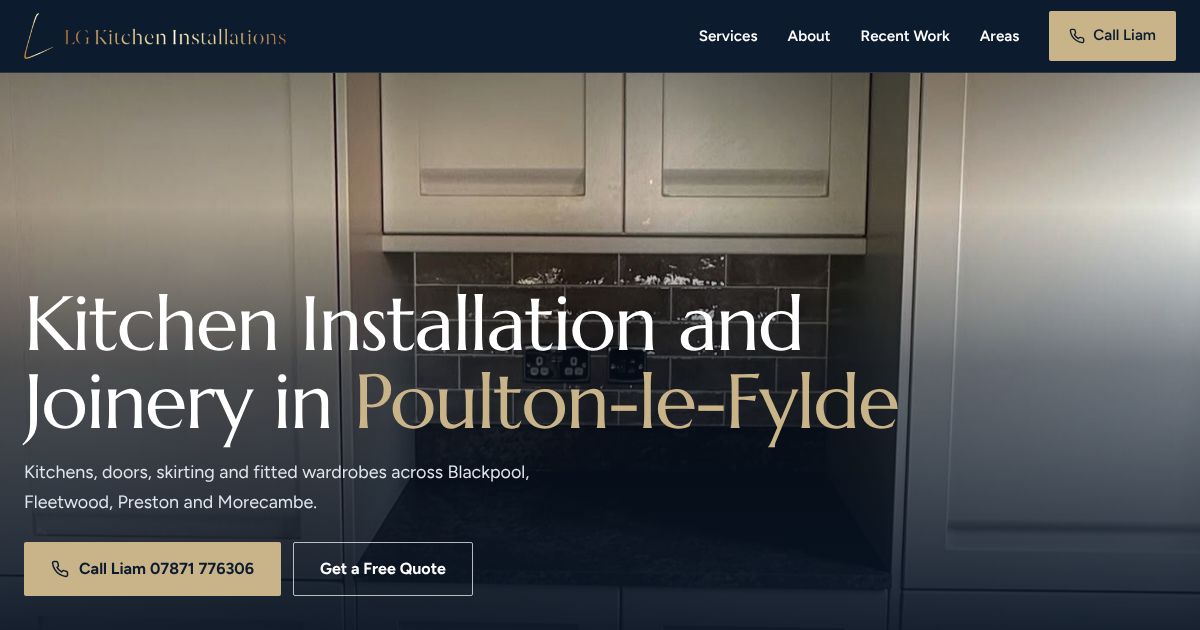 LG Kitchen Installations
Services
About
Recent Work
Areas
Call Liam
Kitchen Installation and
Joinery in Poulton-le-Fylde
Kitchens, doors, skirting and fitted wardrobes across Blackpool,
Fleetwood, Preston and Morecambe.
Call Liam 07871 776306
Get a Free Quote